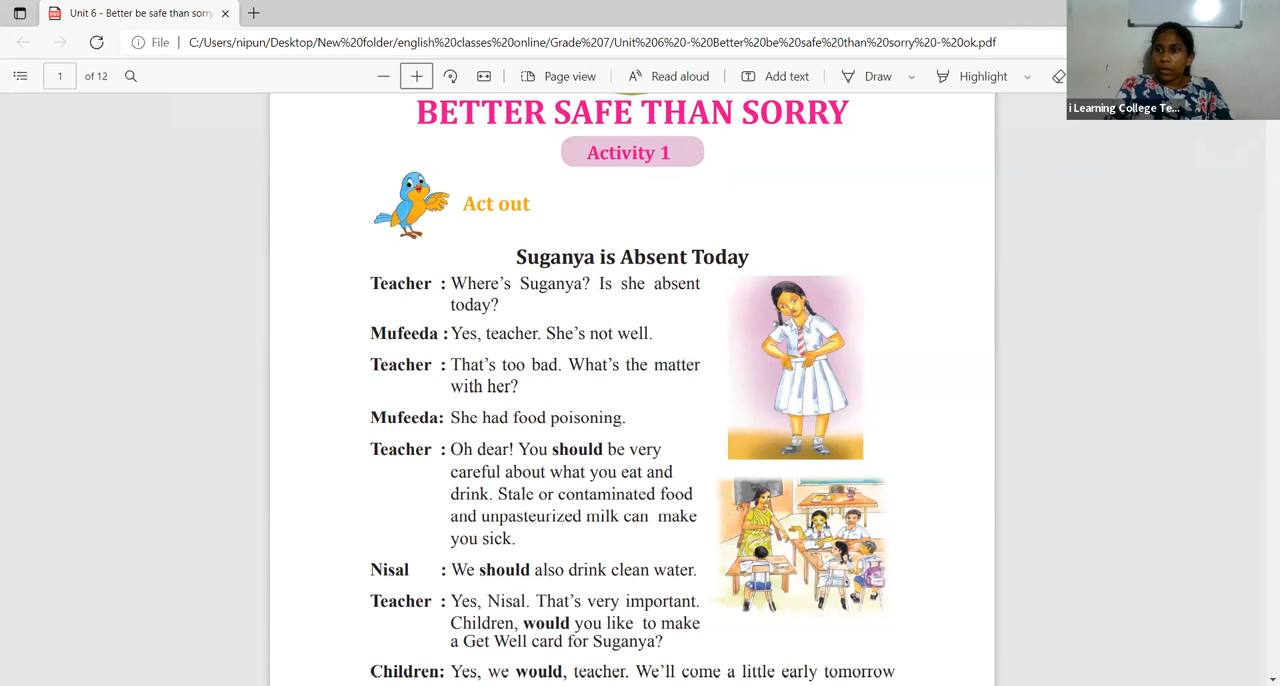 Unit 6 - Better be safe than sorry
File C:/Users/nipun/Desktop/New%20folder/english%20classes%20online/Grade%207/Unit%206%20-%20Better%20be%20safe%20than%20sorry%20-%20ok.pdf
1 of 12 Page view Read aloud Add text Draw Highlight
i Learning College Te...
BETTER SAFE THAN SORRY
Activity 1
Act out
Suganya is Absent Today
Teacher : Where's Suganya? Is she absent
today?
Mufeeda : Yes, teacher. She's not well.
Teacher : That's too bad. What's the matter
with her?
Mufeeda: She had food poisoning.
Teacher : Oh dear! You should be very
careful about what you eat and
drink. Stale or contaminated food
and unpasteurized milk can make
you sick.
Nisal : We should also drink clean water.
Teacher : Yes, Nisal. That's very important.
Children, would you like to make
a Get Well card for Suganya?
Children: Yes, we would, teacher. We'll come a little early tomorrow